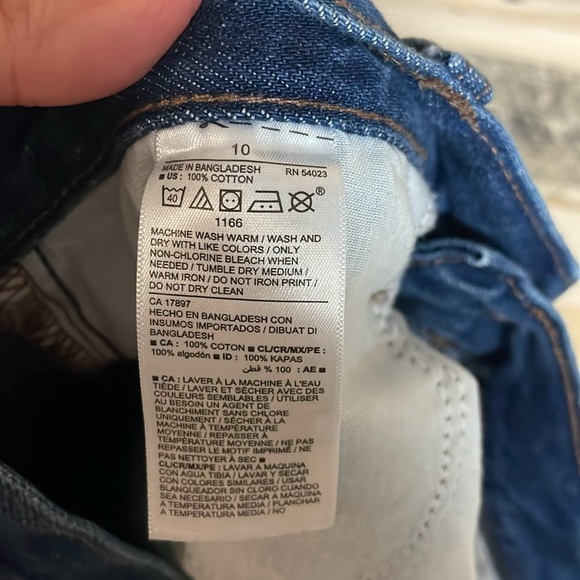 10
MADE IN BANGLADESH RN 54023
■ US : 100% COTTON
40 ®
1166
MACHINE WASH WARM / WASH AND
DRY WITH LIKE COLORS / ONLY
NON-CHLORINE BLEACH WHEN
NEEDED / TUMBLE DRY MEDIUM /
WARM IRON / DO NOT IRON PRINT /
DO NOT DRY CLEAN
CA 17897
HECHO EN BANGLADESH CON
INSUMOS IMPORTADOS / DIBUAT DI
BANGLADESH
■ CA : 100% COTON ■ CL/CR/MX/PE :
100% algodón ■ ID : 100% KAPAS
■ AE : 100 % قطن
■ CA : LAVER À LA MACHINE À L'EAU
TIÈDE / LAVER ET SÉCHER AVEC DES
COULEURS SEMBLABLES / UTILISER
AU BESOIN UN AGENT DE
BLANCHIMENT SANS CHLORE
UNIQUEMENT / SÉCHER À LA
MACHINE À TEMPÉRATURE
MOYENNE / REPASSER À
TEMPÉRATURE MOYENNE / NE PAS
REPASSER LE MOTIF IMPRIMÉ / NE
PAS NETTOYER À SEC ■
CL/CR/MX/PE : LAVAR A MAQUINA
CON AGUA TIBIA / LAVAR Y SECAR
CON COLORES SIMILARES / USAR
BLANQUEADOR SIN CLORO CUANDO
SEA NECESARIO / SECAR A MAQUINA
A TEMPERATURA MEDIA / PLANCHAR
A TEMPERATURA MEDIA / NO